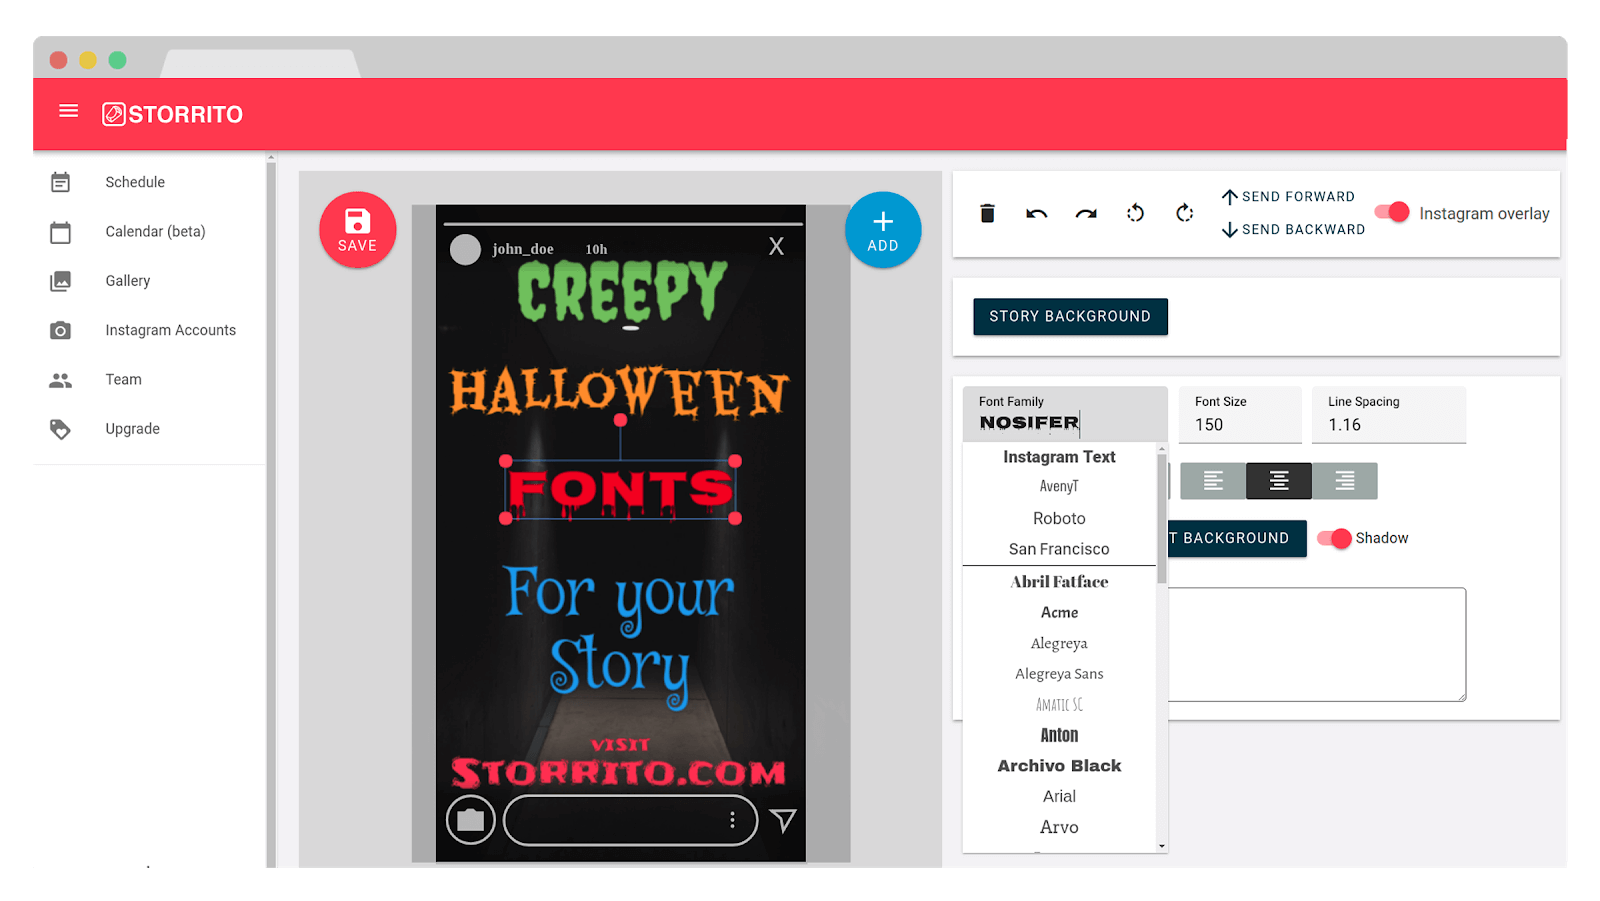 STORRITO
Schedule
Calendar (beta)
Gallery
Instagram Accounts
Team
Upgrade
SAVE
ADD
john_doe 10h X
CREEPY
HALLOWEEN
FONTS
For your
Story
VISIT
STORRITO.COM
SEND FORWARD
SEND BACKWARD
Instagram overlay
STORY BACKGROUND
Font Family
NOSIFER
Font Size
150
Line Spacing
1.16
Instagram Text
AvenyT
Roboto
San Francisco
Abril Fatface
Acme
Alegreya
Alegreya Sans
Amatic SC
Anton
Archivo Black
Arial
Arvo
T BACKGROUND
Shadow